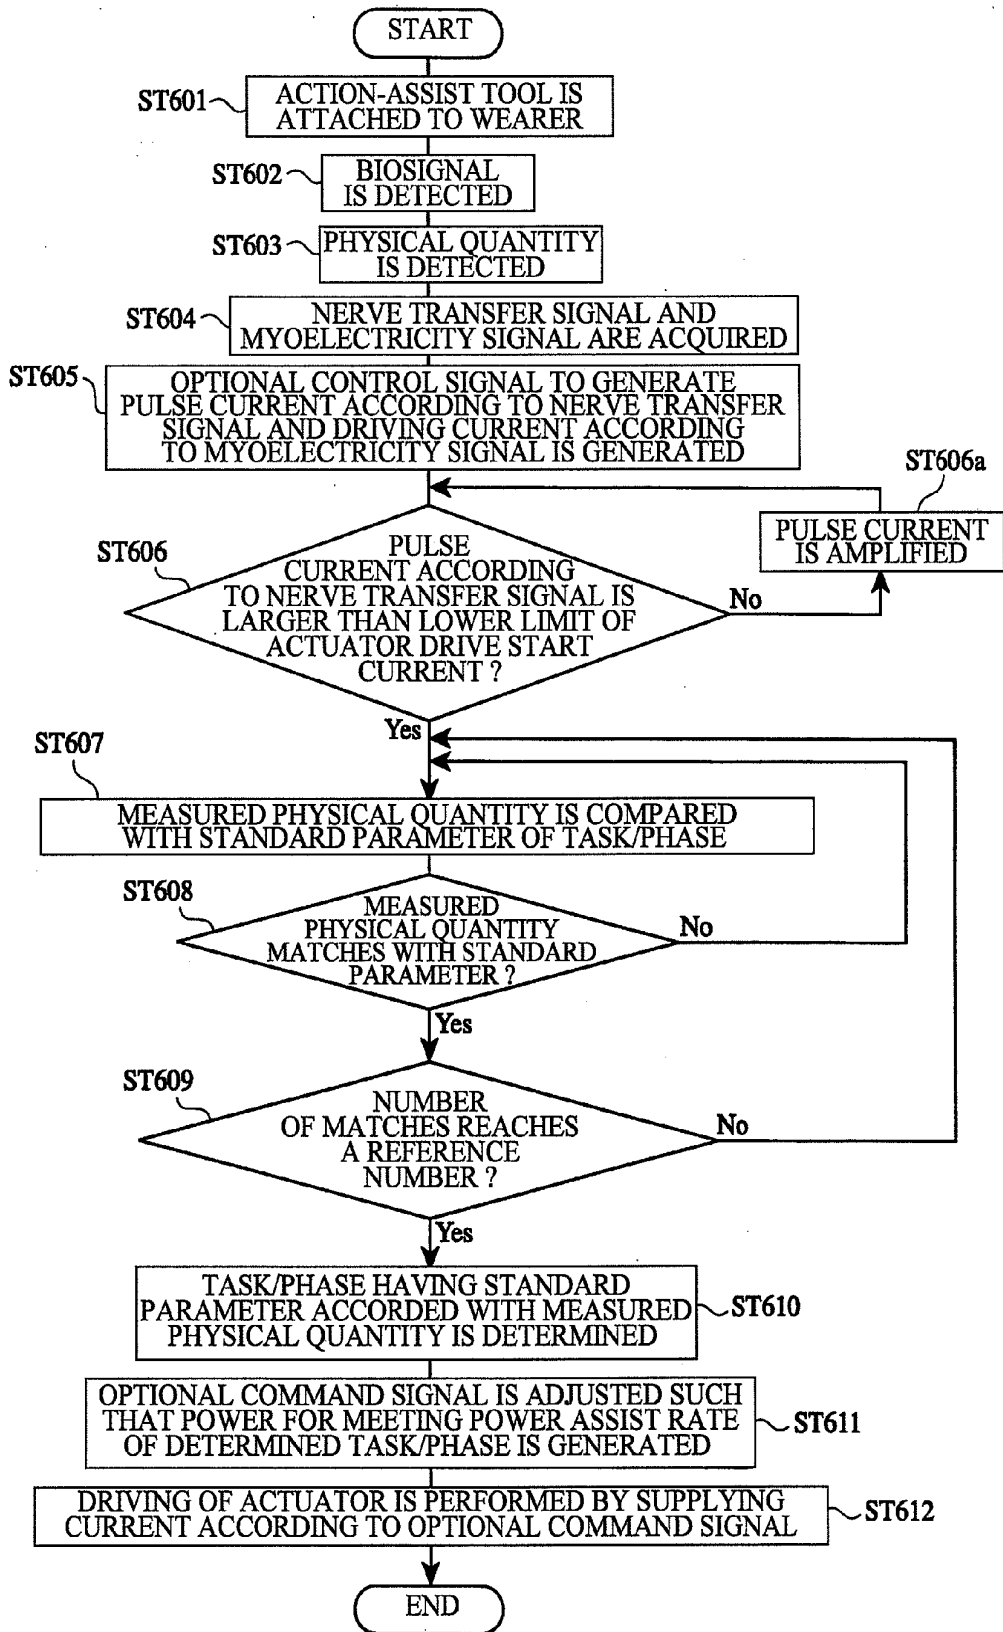 START
ST601
ACTION-ASSIST TOOL IS
ATTACHED TO WEARER
ST602
BIOSIGNAL
IS DETECTED
ST603
PHYSICAL QUANTITY
IS DETECTED
ST604
NERVE TRANSFER SIGNAL AND
MYOELECTRICITY SIGNAL ARE ACQUIRED
ST605
OPTIONAL CONTROL SIGNAL TO GENERATE
PULSE CURRENT ACCORDING TO NERVE TRANSFER
SIGNAL AND DRIVING CURRENT ACCORDING
TO MYOELECTRICITY SIGNAL IS GENERATED
ST606a
PULSE CURRENT
IS AMPLIFIED
ST606
PULSE
CURRENT ACCORDING
TO NERVE TRANSFER SIGNAL IS
LARGER THAN LOWER LIMIT OF
ACTUATOR DRIVE START
CURRENT ?
No
Yes
ST607
MEASURED PHYSICAL QUANTITY IS COMPARED
WITH STANDARD PARAMETER OF TASK/PHASE
ST608
MEASURED
PHYSICAL QUANTITY
MATCHES WITH STANDARD
PARAMETER ?
No
Yes
ST609
NUMBER
OF MATCHES REACHES
A REFERENCE
NUMBER ?
No
Yes
TASK/PHASE HAVING STANDARD
PARAMETER ACCORDED WITH MEASURED
PHYSICAL QUANTITY IS DETERMINED
ST610
OPTIONAL COMMAND SIGNAL IS ADJUSTED SUCH
THAT POWER FOR MEETING POWER ASSIST RATE
OF DETERMINED TASK/PHASE IS GENERATED
ST611
DRIVING OF ACTUATOR IS PERFORMED BY SUPPLYING
CURRENT ACCORDING TO OPTIONAL COMMAND SIGNAL
ST612
END